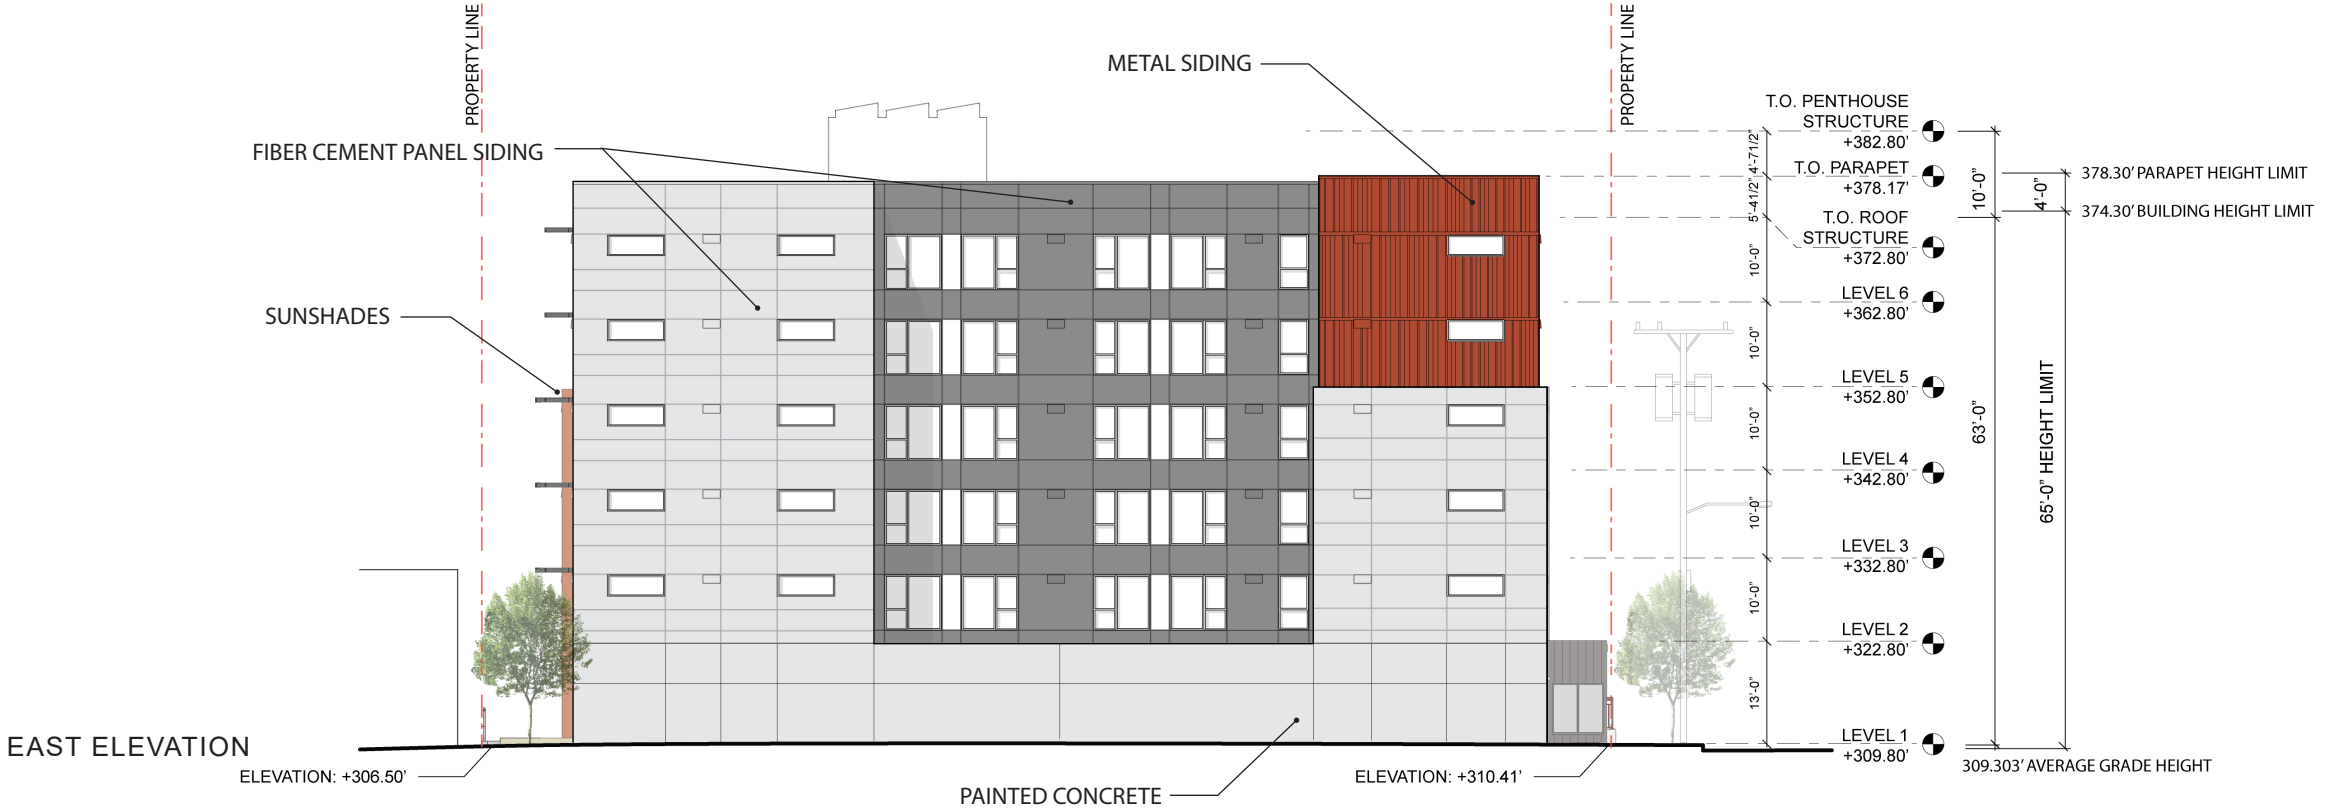 PROPERTY LINE
PROPERTY LINE
METAL SIDING
FIBER CEMENT PANEL SIDING
SUNSHADES
T.O. PENTHOUSE
STRUCTURE
+382.80'
T.O. PARAPET
+378.17'
T.O. ROOF
STRUCTURE
+372.80'
LEVEL 6
+362.80'
LEVEL 5
+352.80'
LEVEL 4
+342.80'
LEVEL 3
+332.80'
LEVEL 2
+322.80'
LEVEL 1
+309.80'
4'-71/2"
5'-41/2"
10'-0"
10'-0"
10'-0"
10'-0"
10'-0"
13'-0"
10'-0"
63'-0"
4'-0"
65'-0" HEIGHT LIMIT
378.30' PARAPET HEIGHT LIMIT
374.30' BUILDING HEIGHT LIMIT
309.303' AVERAGE GRADE HEIGHT
EAST ELEVATION
ELEVATION: +306.50'
ELEVATION: +310.41'
PAINTED CONCRETE